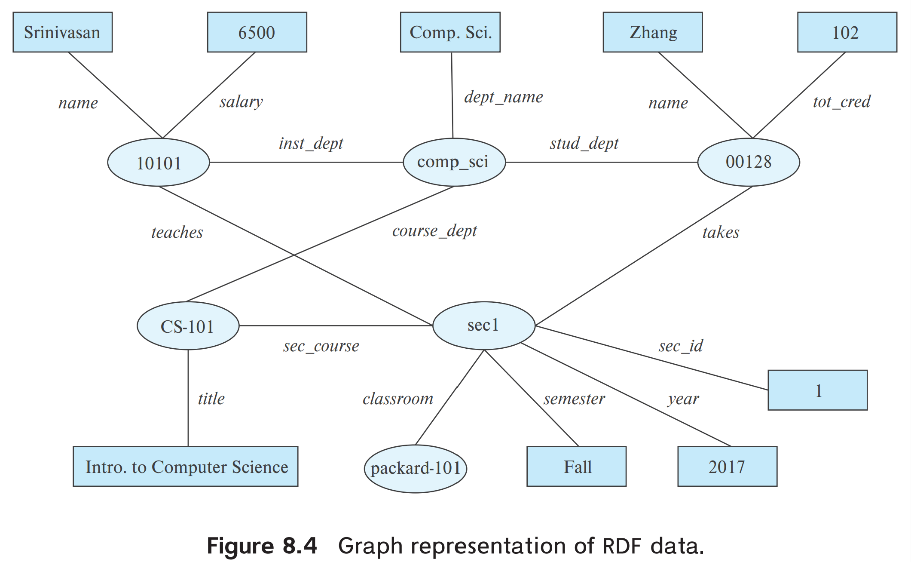 Srinivasan
6500
Comp. Sci.
Zhang
102
name
salary
dept_name
name
tot_cred
10101
inst_dept
comp_sci
stud_dept
00128
teaches
course_dept
takes
CS-101
sec_course
sec1
sec_id
title
classroom
semester
year
1
Intro. to Computer Science
packard-101
Fall
2017
Figure 8.4 Graph representation of RDF data.